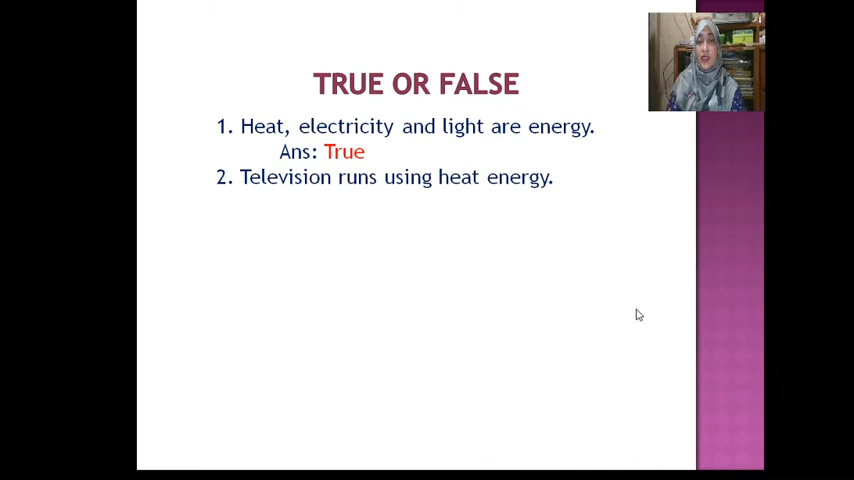 TRUE OR FALSE
1. Heat, electricity and light are energy.
Ans: True
2. Television runs using heat energy.